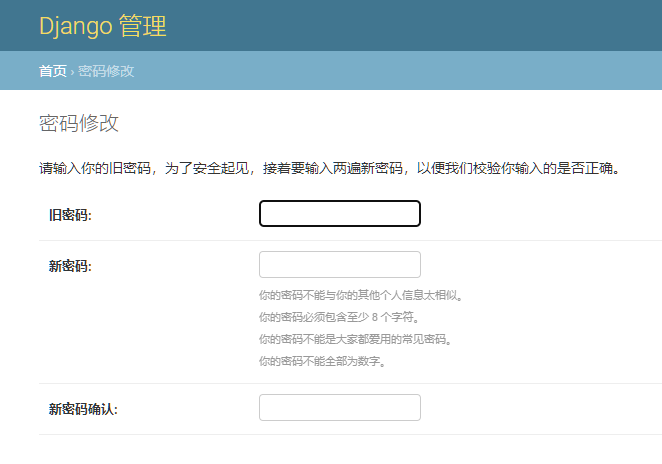 Django 管理
首页 › 密码修改
密码修改
请输入你的旧密码，为了安全起见，接着要输入两遍新密码，以便我们校验你输入的是否正确。
旧密码:
新密码:
你的密码不能与你的其他个人信息太相似。
你的密码必须包含至少 8 个字符。
你的密码不能是大家都爱用的常见密码。
你的密码不能全部为数字。
新密码确认: